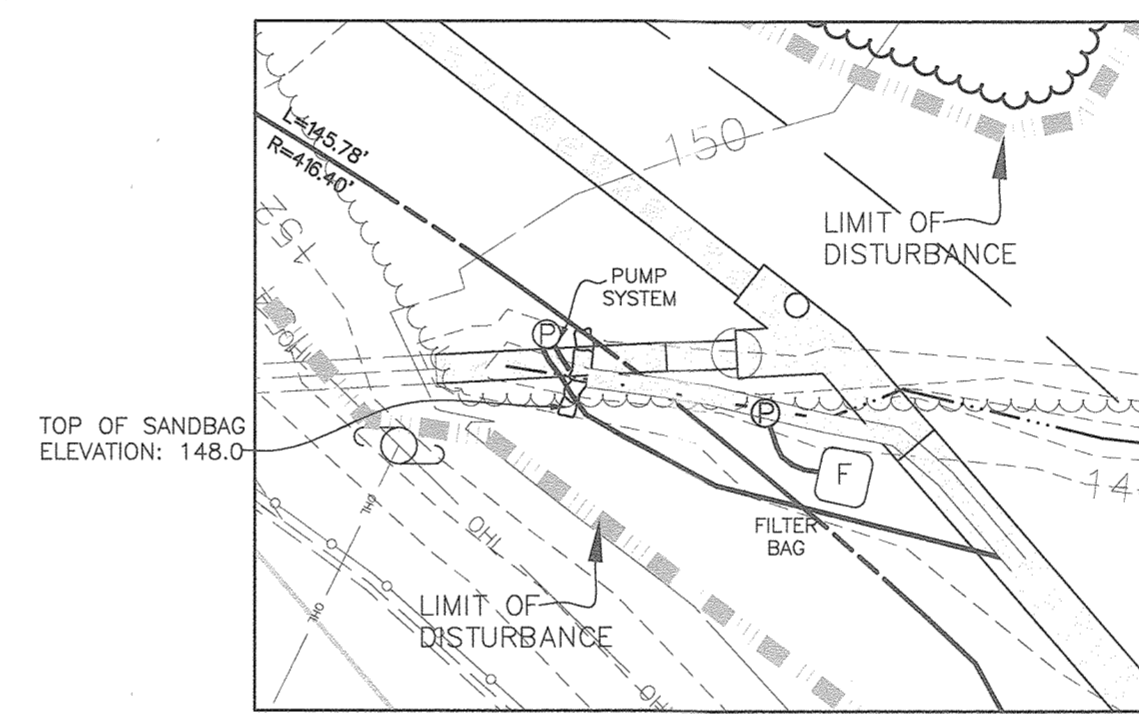 L=145.78'
R=416.40'
150
LIMIT OF
DISTURBANCE
152
PUMP
SYSTEM
P
TOP OF SANDBAG
ELEVATION: 148.0
P
F
14
FILTER
BAG
OHL
OHL
OHL
LIMIT OF
DISTURBANCE
OHL